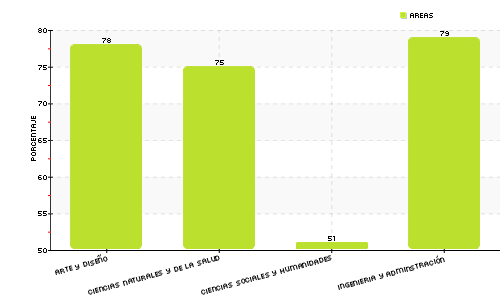 AREAS
PORCENTAJE
80
75
70
65
60
55
50
78
75
51
79
ARTE Y DISEÑO
CIENCIAS NATURALES Y DE LA SALUD
CIENCIAS SOCIALES Y HUMANIDADES
INGENIERIA Y ADMINSTRACIÓN